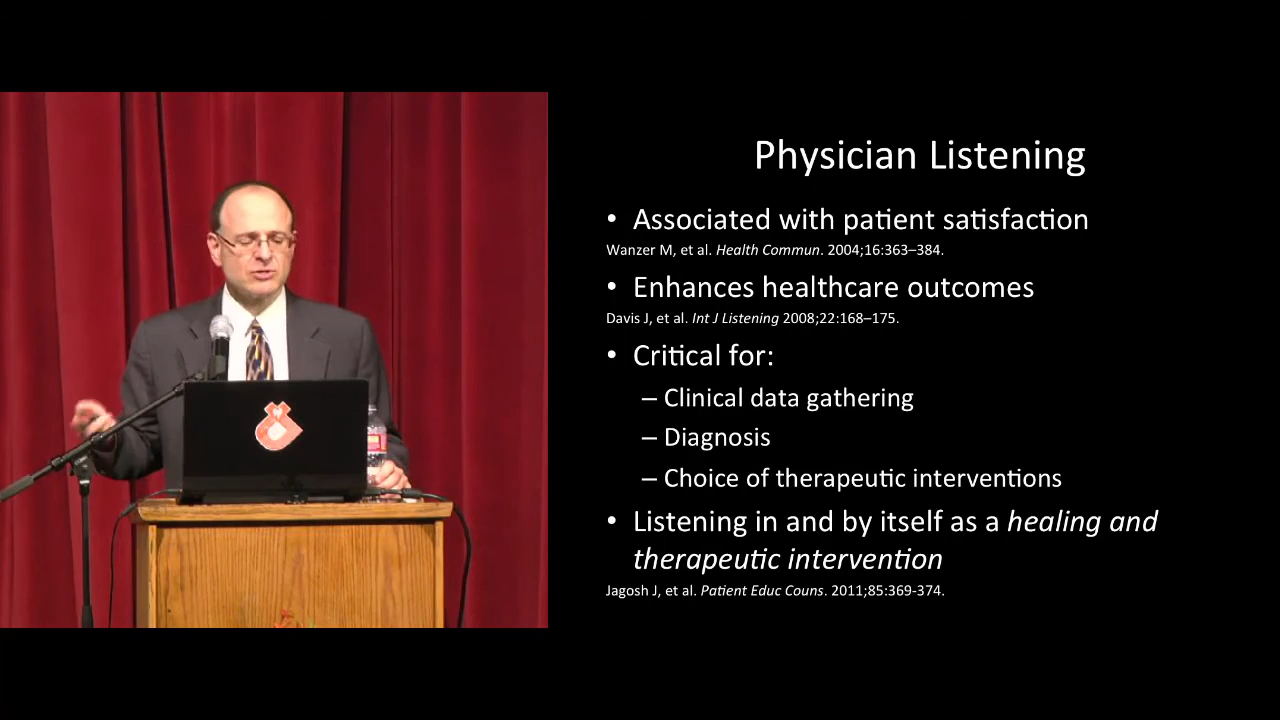 Physician Listening
• Associated with patient satisfaction
Wanzer M, et al. Health Commun. 2004;16:363–384.
• Enhances healthcare outcomes
Davis J, et al. Int J Listening 2008;22:168–175.
• Critical for:
– Clinical data gathering
– Diagnosis
– Choice of therapeutic interventions
• Listening in and by itself as a healing and
therapeutic intervention
Jagosh J, et al. Patient Educ Couns. 2011;85:369-374.